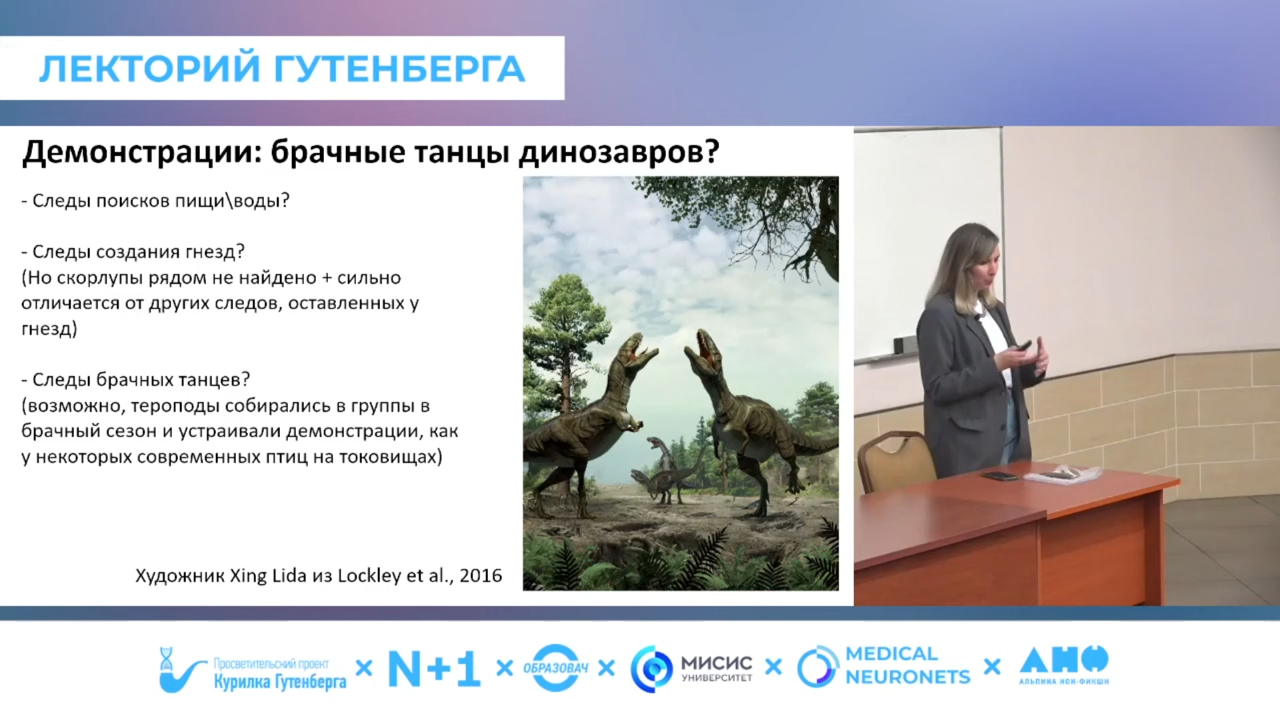 ЛЕКТОРИЙ ГУТЕНБЕРГА
Демонстрации: брачные танцы динозавров?
- Следы поисков пищи\воды?
- Следы создания гнезд?
(Но скорлупы рядом не найдено + сильно
отличается от других следов, оставленных у
гнезд)
- Следы брачных танцев?
(возможно, тероподы собирались в группы в
брачный сезон и устраивали демонстрации, как
у некоторых современных птиц на токовищах)
Художник Xing Lida из Lockley et al., 2016
Просветительский проект
Курилка Гутенберга
×
N+1
×
ОБРАЗОВАЧ
×
МИСИС
УНИВЕРСИТЕТ
×
MEDICAL
NEURONETS
×
АНФ
АЛЬПИНА НОН-ФИКШН